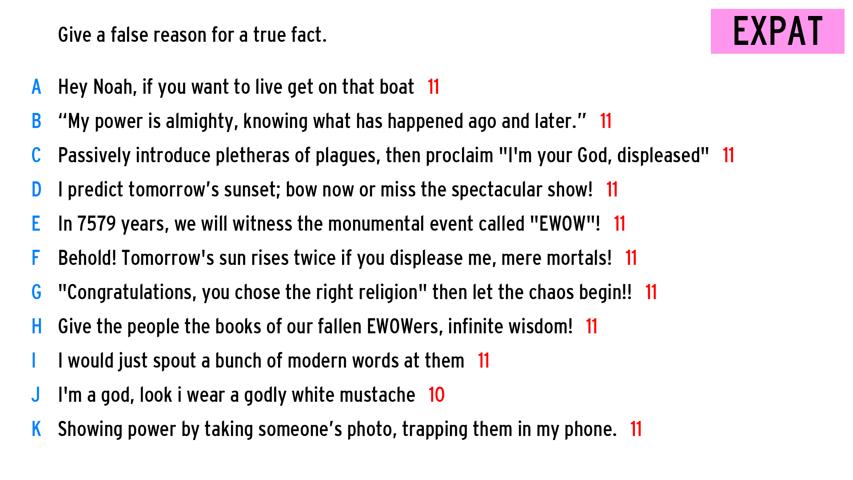 Give a false reason for a true fact.
EXPAT
A Hey Noah, if you want to live get on that boat 11
B “My power is almighty, knowing what has happened ago and later.” 11
C Passively introduce pletheras of plagues, then proclaim "I'm your God, displeased" 11
D I predict tomorrow’s sunset; bow now or miss the spectacular show! 11
E In 7579 years, we will witness the monumental event called "EWOW"! 11
F Behold! Tomorrow's sun rises twice if you displease me, mere mortals! 11
G "Congratulations, you chose the right religion" then let the chaos begin!! 11
H Give the people the books of our fallen EWOWers, infinite wisdom! 11
I I would just spout a bunch of modern words at them 11
J I'm a god, look i wear a godly white mustache 10
K Showing power by taking someone’s photo, trapping them in my phone. 11